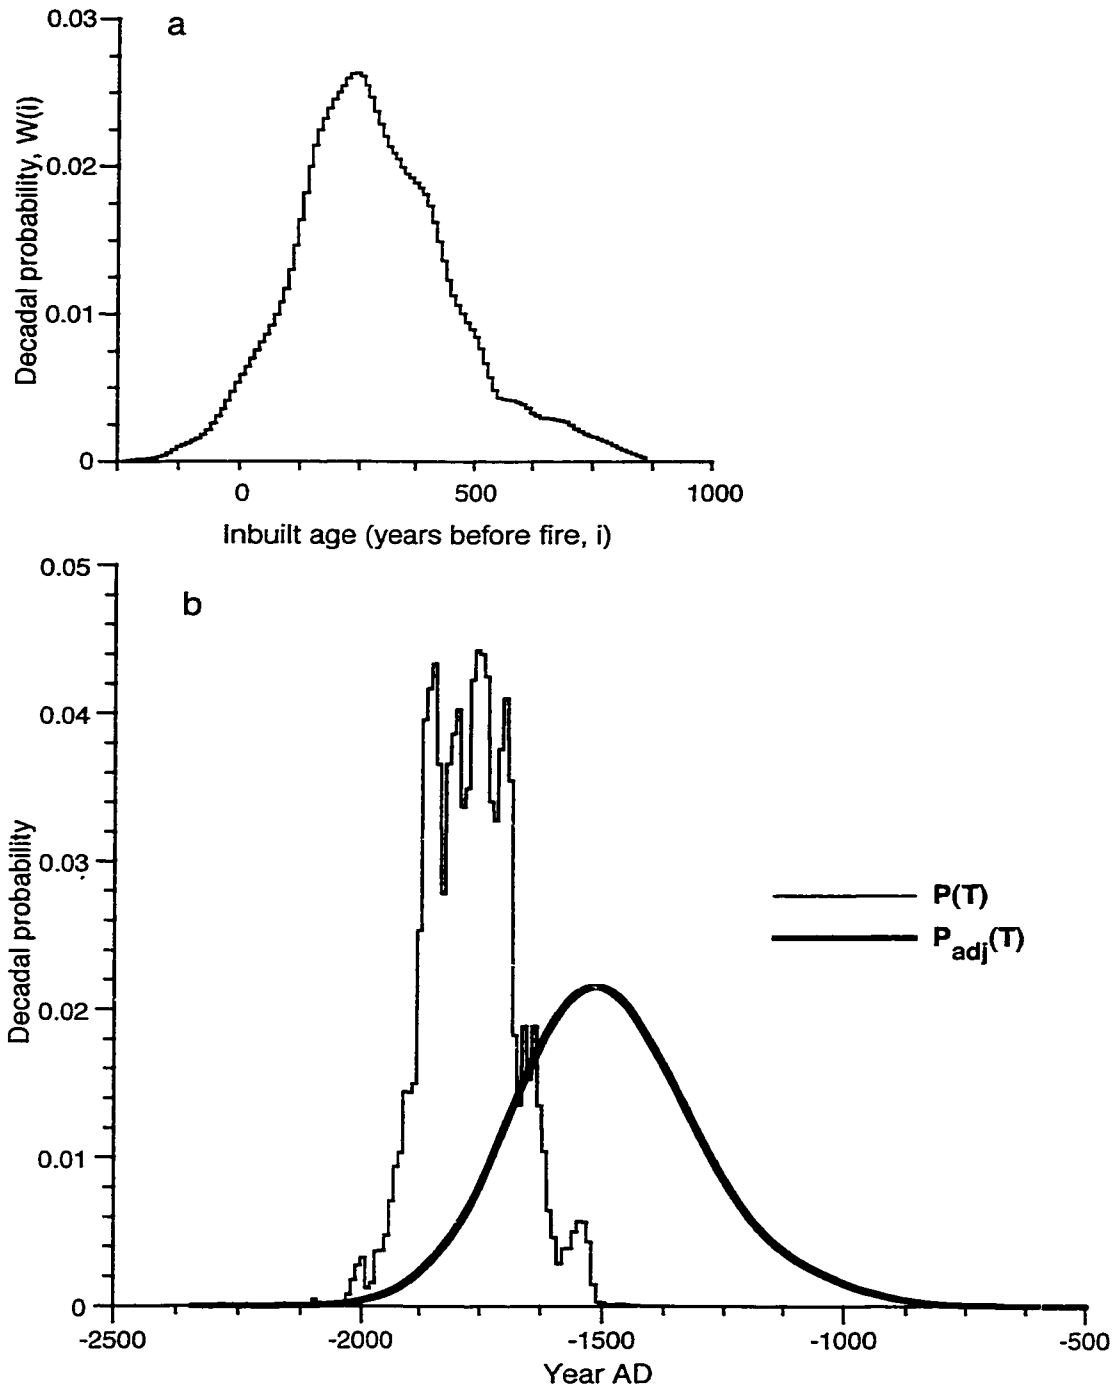 a
0.03
0.02
0.01
0
Decadal probability, W(i)
0
500
1000
Inbuilt age (years before fire, i)
b
0.05
0.04
0.03
0.02
0.01
0
Decadal probability
P(T)
Padj(T)
-2500
-2000
-1500
-1000
-500
Year AD